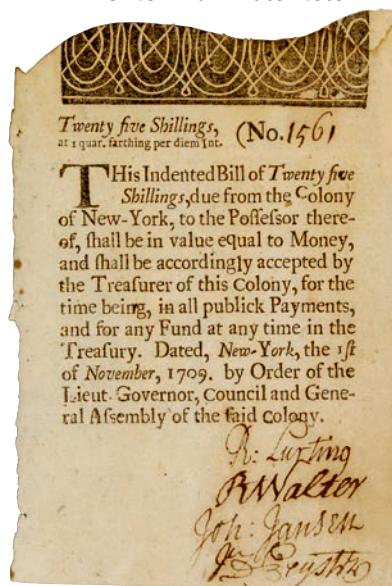 Twenty five Shillings,
at 1 quar. farthing per diem Int.
(No. 1561
THis Indented Bill of Twenty five
Shillings, due from the Colony
of New-York, to the Poſſeſſor there-
of, ſhall be in value equal to Money,
and ſhall be accordingly accepted by
the Treaſurer of this Colony, for the
time being, in all publick Payments,
and for any Fund at any time in the
Treaſury. Dated, New-York, the 1ſt
of November, 1709. by Order of the
Lieut. Governor, Council and Gene-
ral Aſſembly of the ſaid colony.
R: Lurting
RWalter
Joh: Jansen